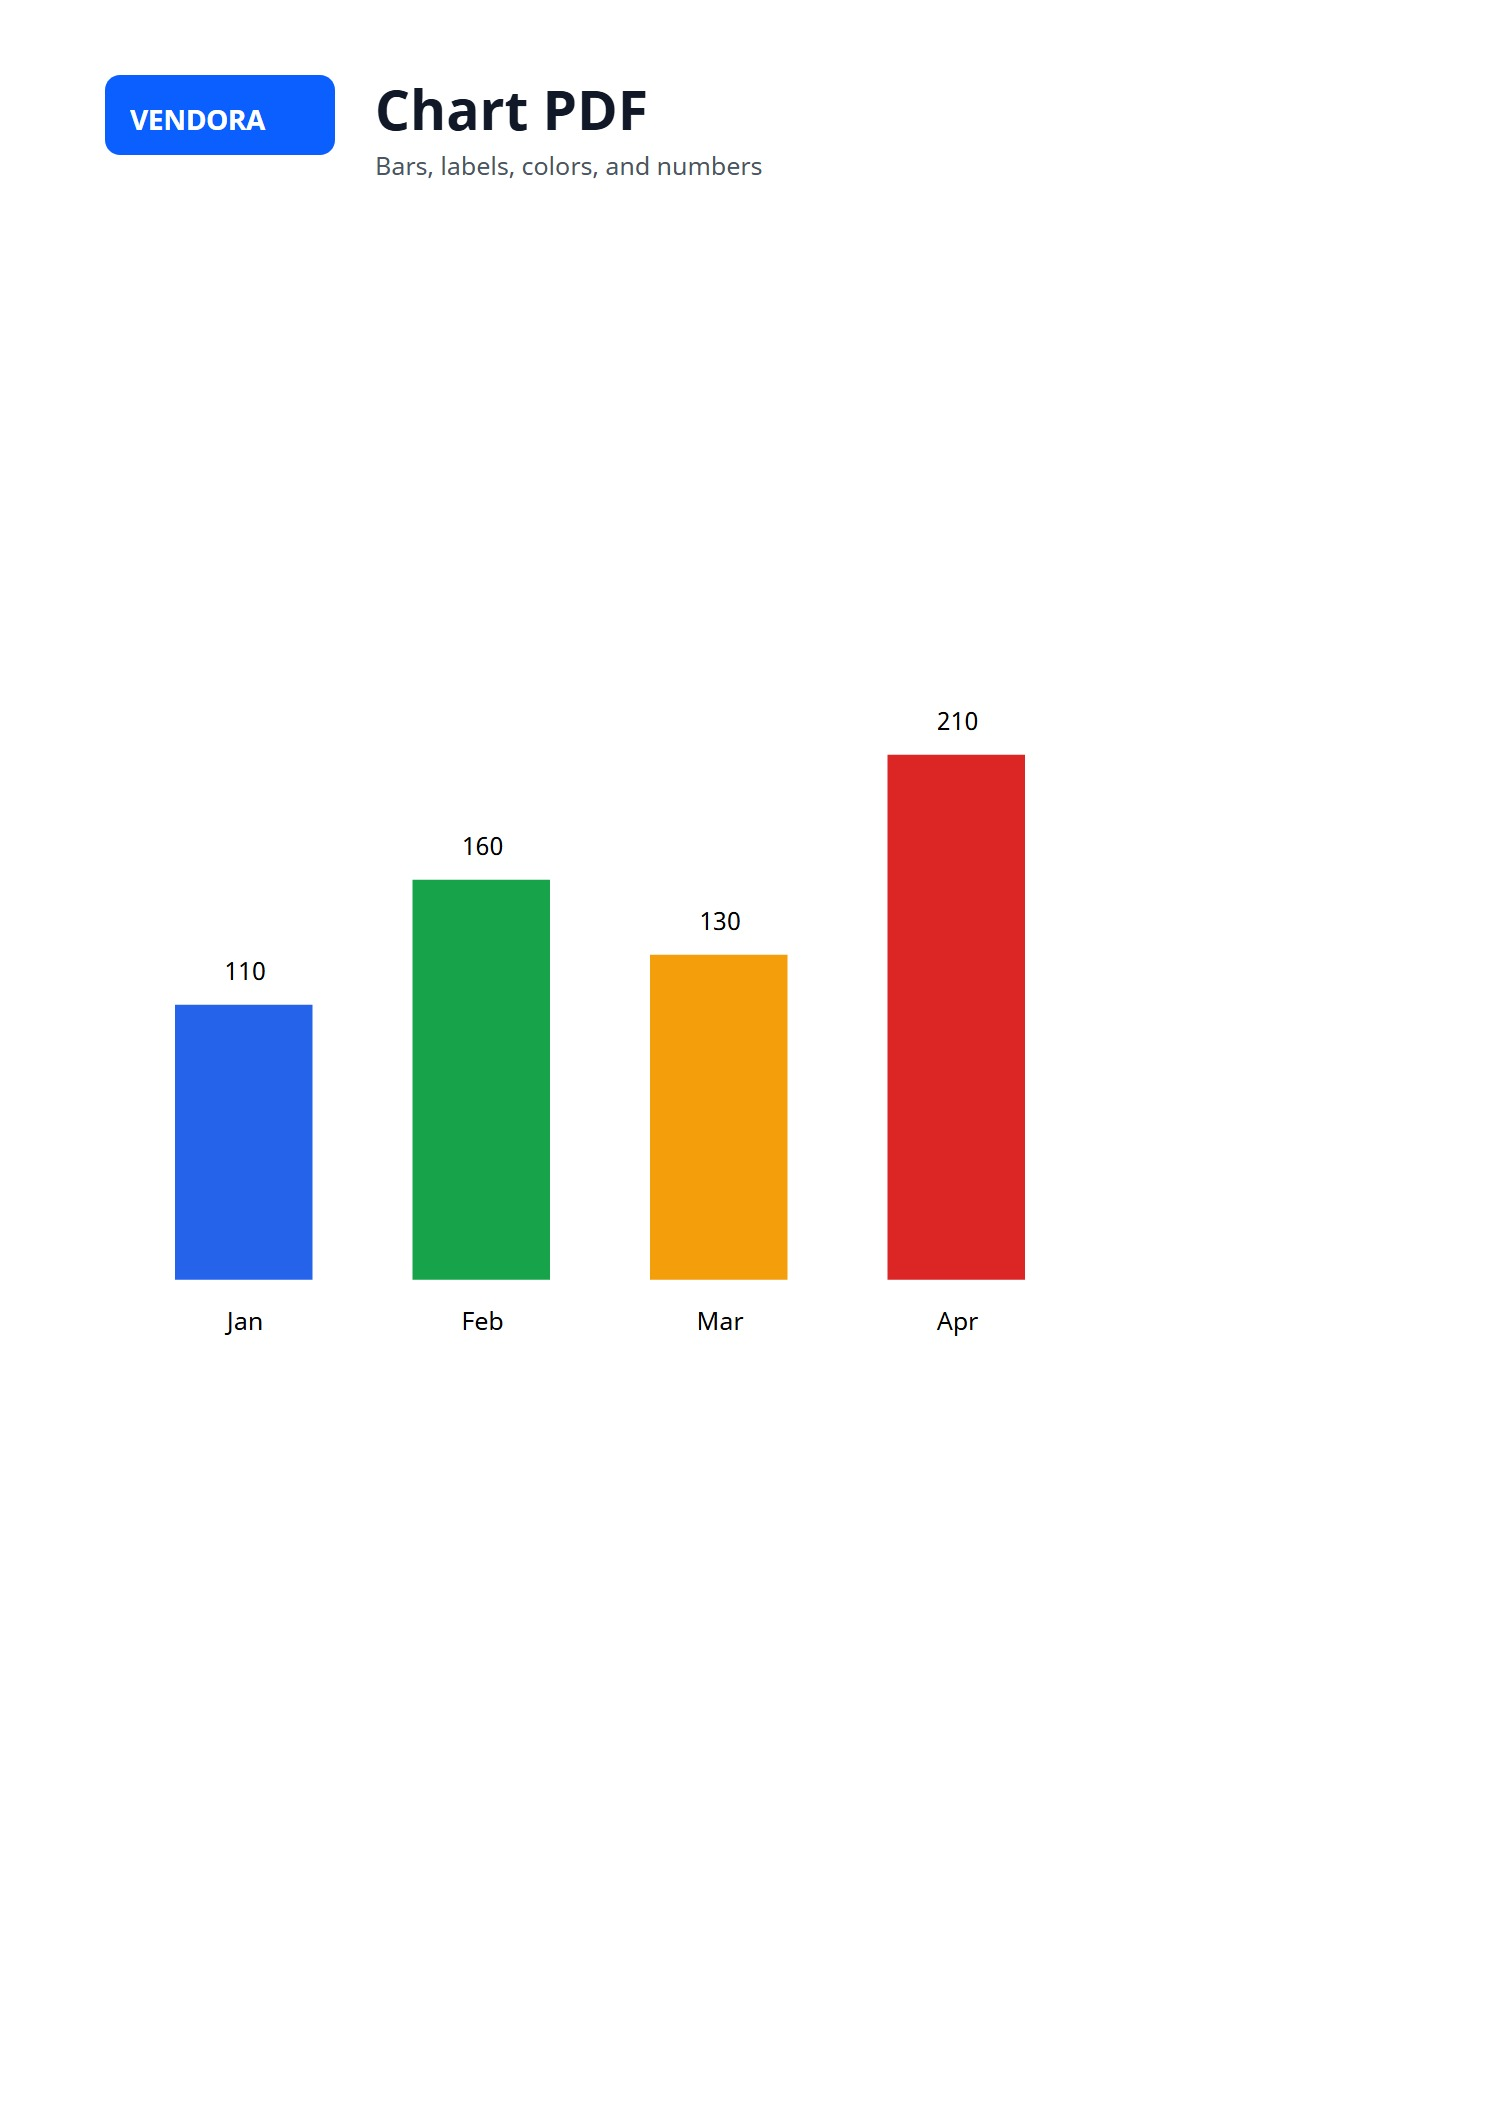 VENDORA
Chart PDF
Bars, labels, colors, and numbers
210
160
130
110
Jan Feb Mar Apr